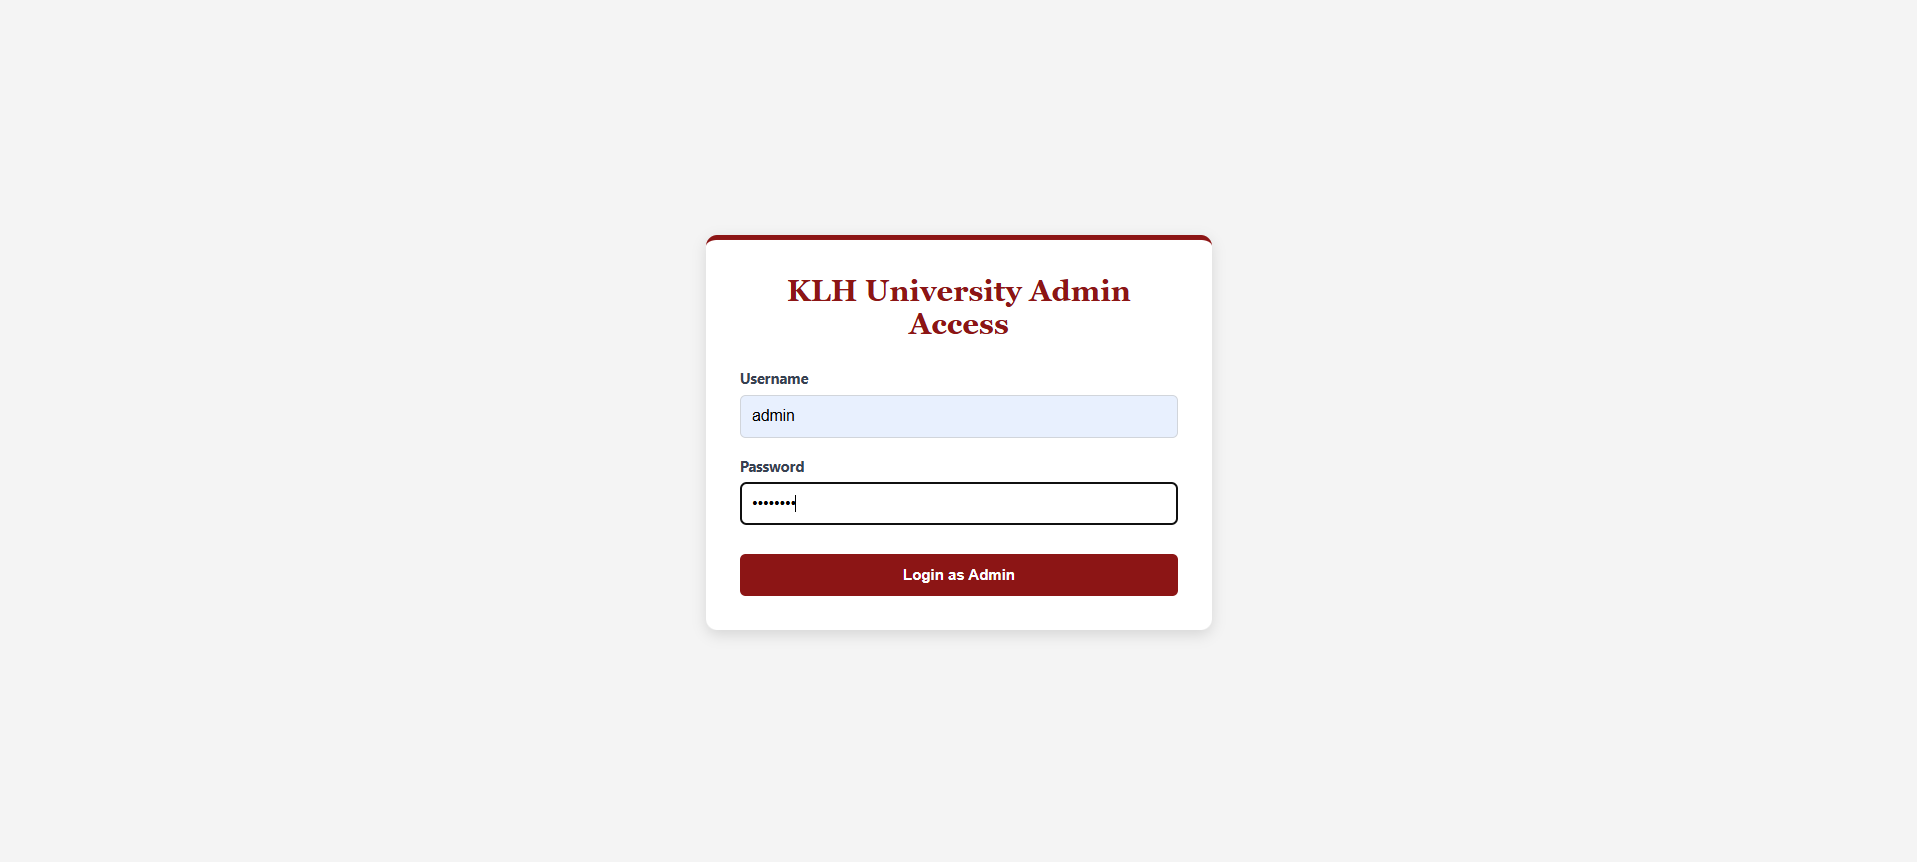 KLH University Admin
Access
Username
admin
Password
••••••••
Login as Admin